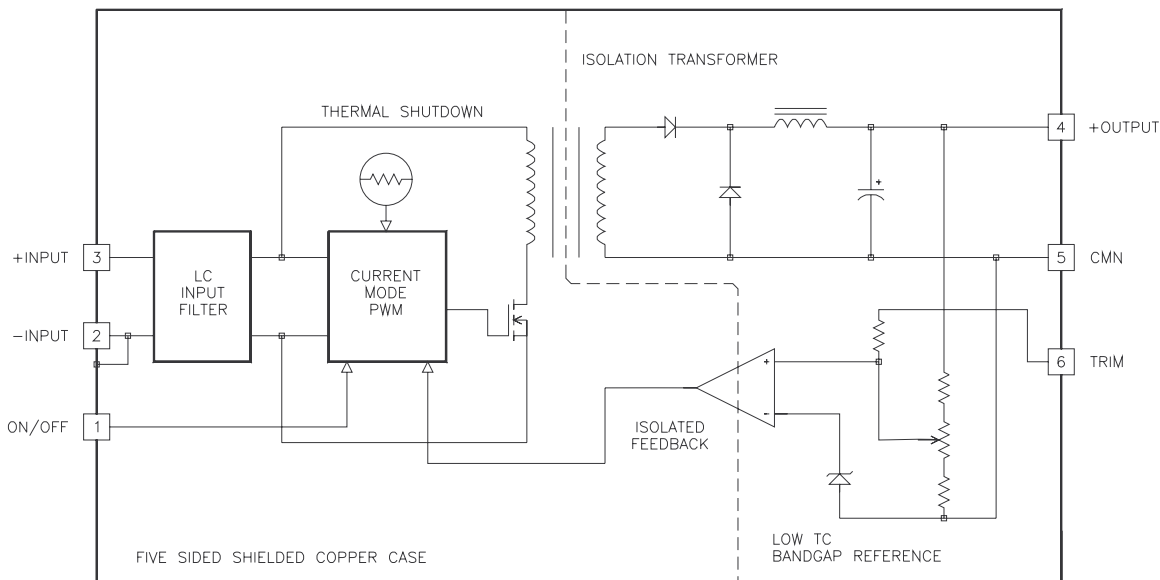 ISOLATION TRANSFORMER
THERMAL SHUTDOWN
4
+OUTPUT
+
+INPUT
3
LC
INPUT
FILTER
CURRENT
MODE
PWM
5
CMN
−INPUT
2
+
6
TRIM
ON/OFF
1
-
ISOLATED
FEEDBACK
FIVE SIDED SHIELDED COPPER CASE
LOW TC
BANDGAP REFERENCE